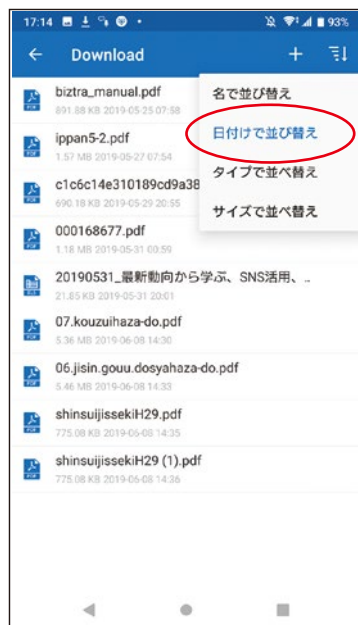 17:14
93%
Download
biztra_manual.pdf
891.88 KB 2019-05-25 07:58
ippan5-2.pdf
1.57 MB 2019-05-27 07:54
c1c6c14e310189cd9a38
690.18 KB 2019-05-29 20:55
000168677.pdf
1.18 MB 2019-05-31 00:59
20190531_最新動向から学ぶ、SNS活用、...
21.65 KB 2019-05-31 20:01
07.kouzuihaza-do.pdf
5.36 MB 2019-06-08 14:30
06.jisin.gouu.dosyahaza-do.pdf
5.46 MB 2019-06-08 14:33
shinsuijissekiH29.pdf
775.08 KB 2019-06-08 14:35
shinsuijissekiH29 (1).pdf
775.08 KB 2019-06-08 14:36
名で並び替え
日付けで並び替え
タイプで並べ替え
サイズで並べ替え